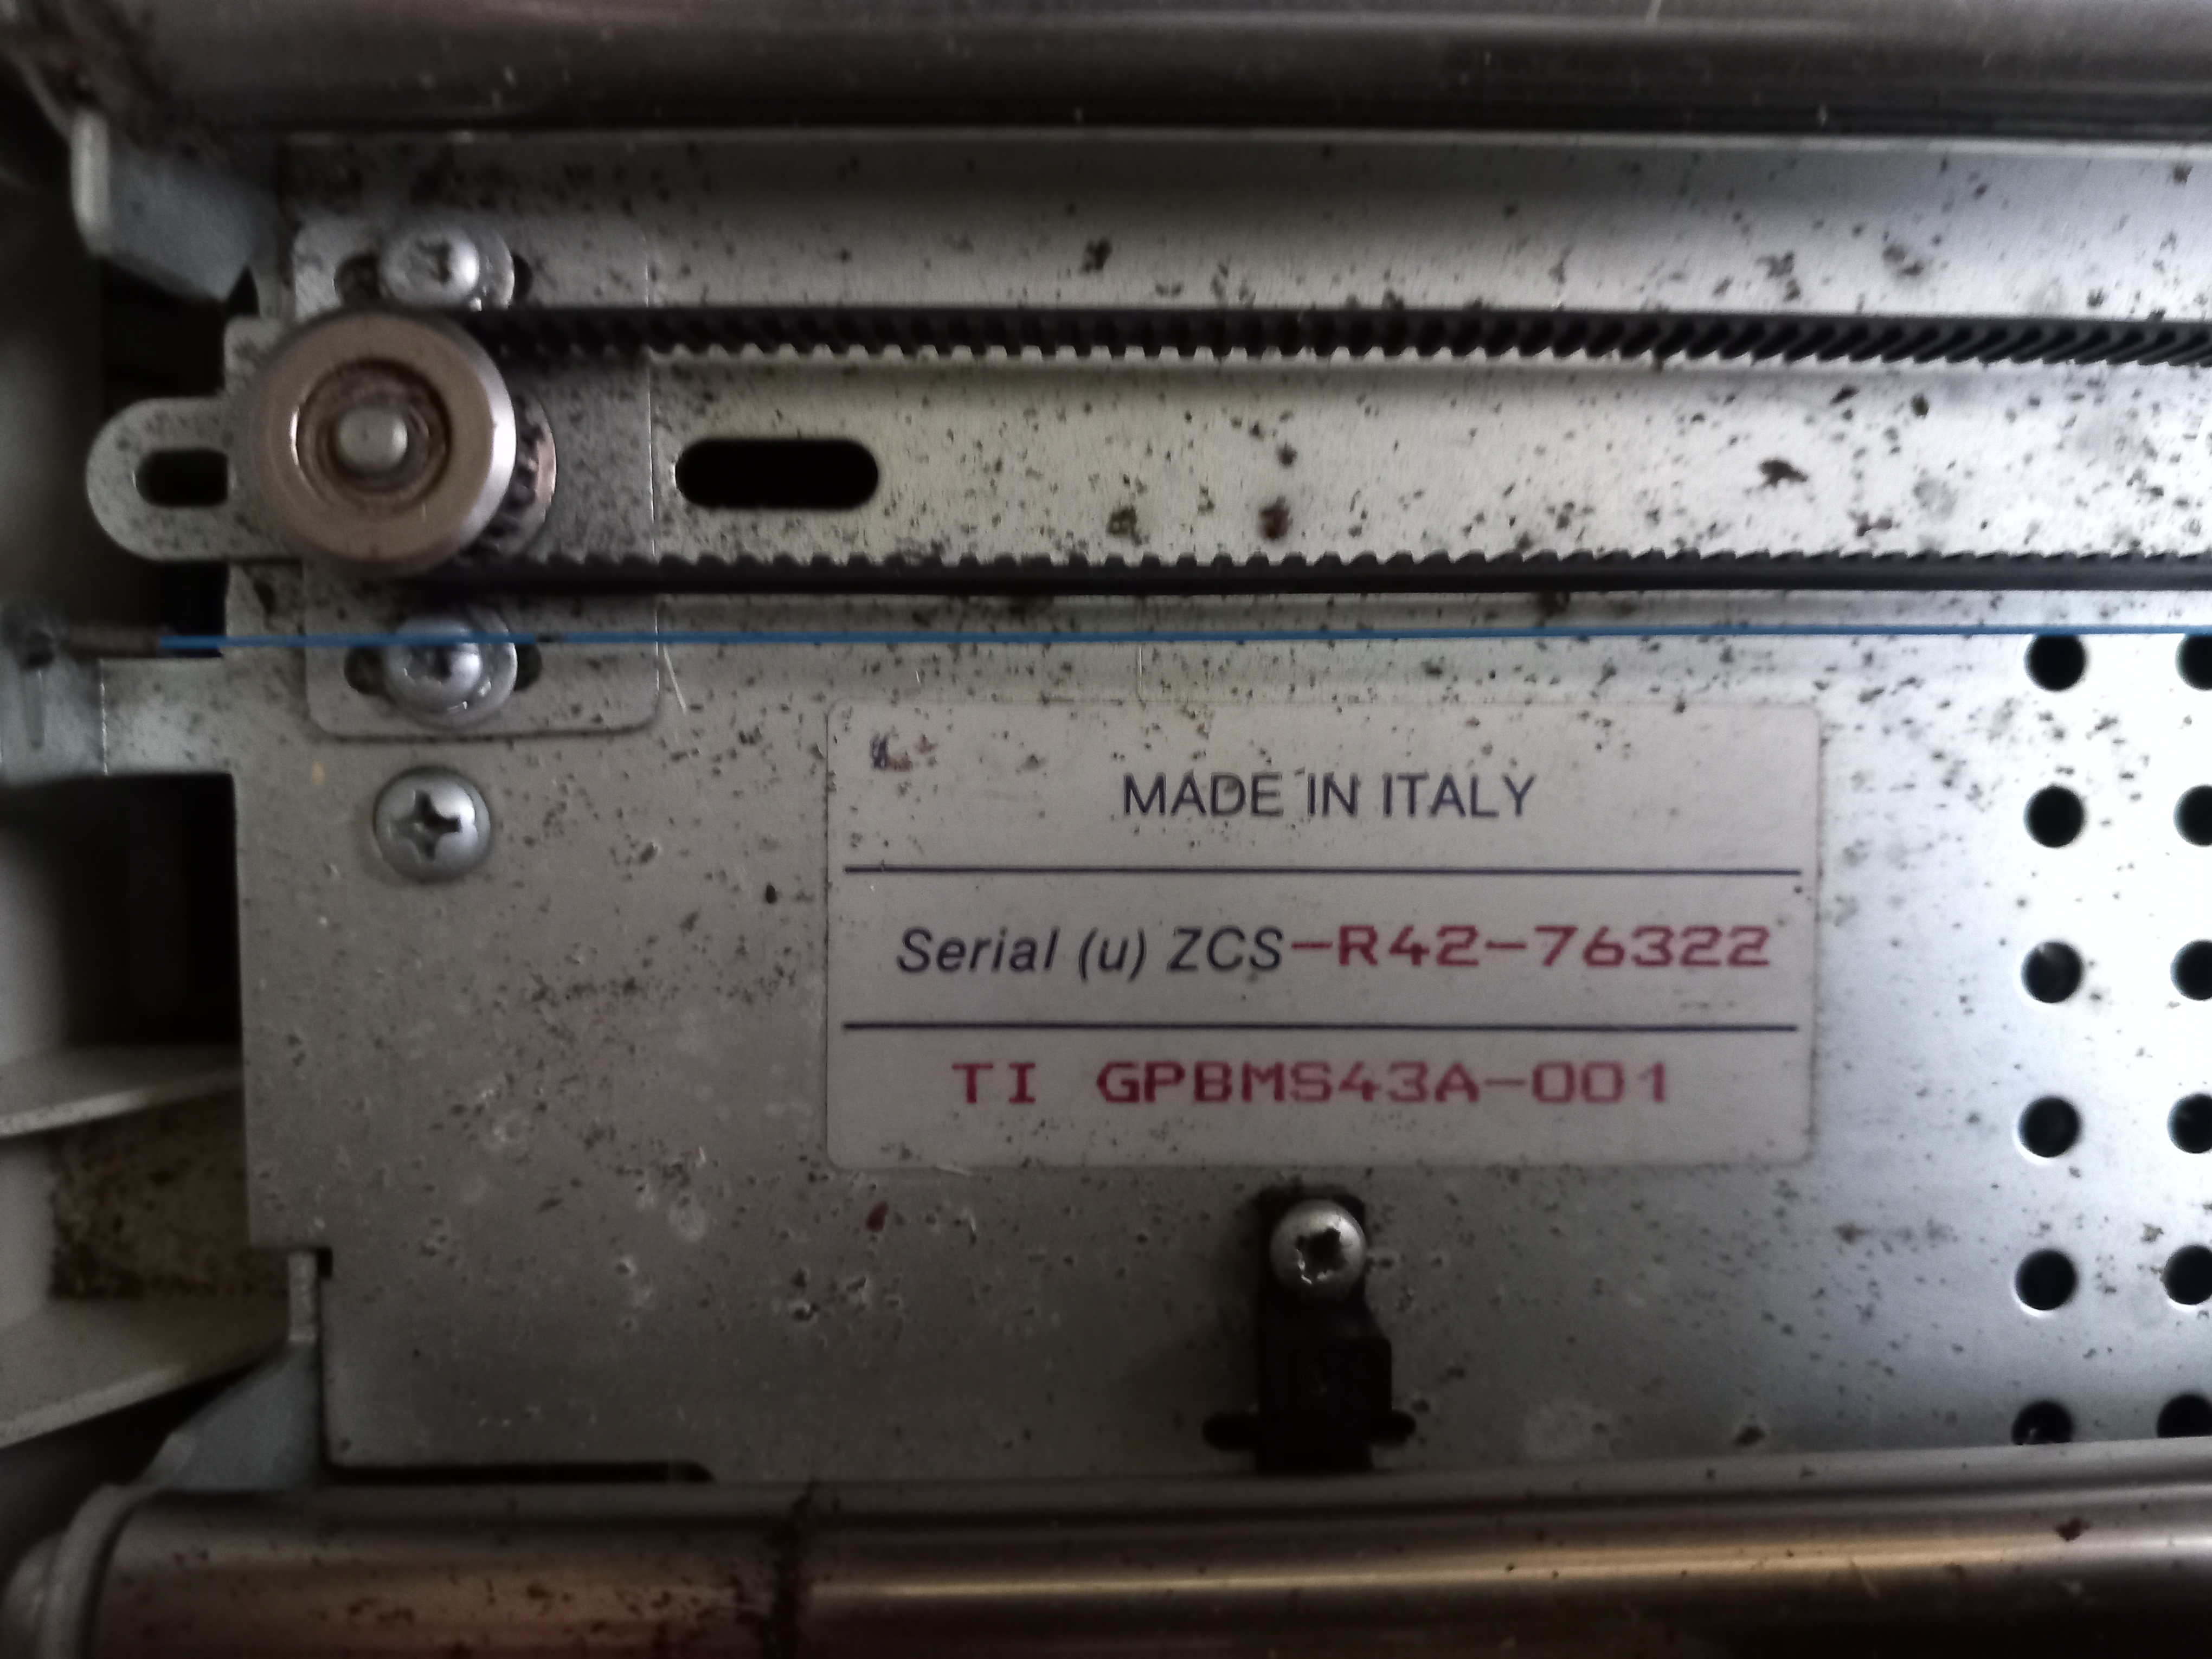 MADE IN ITALY
Serial (u) ZCS-R42-76322
TI GPBMS43A-001